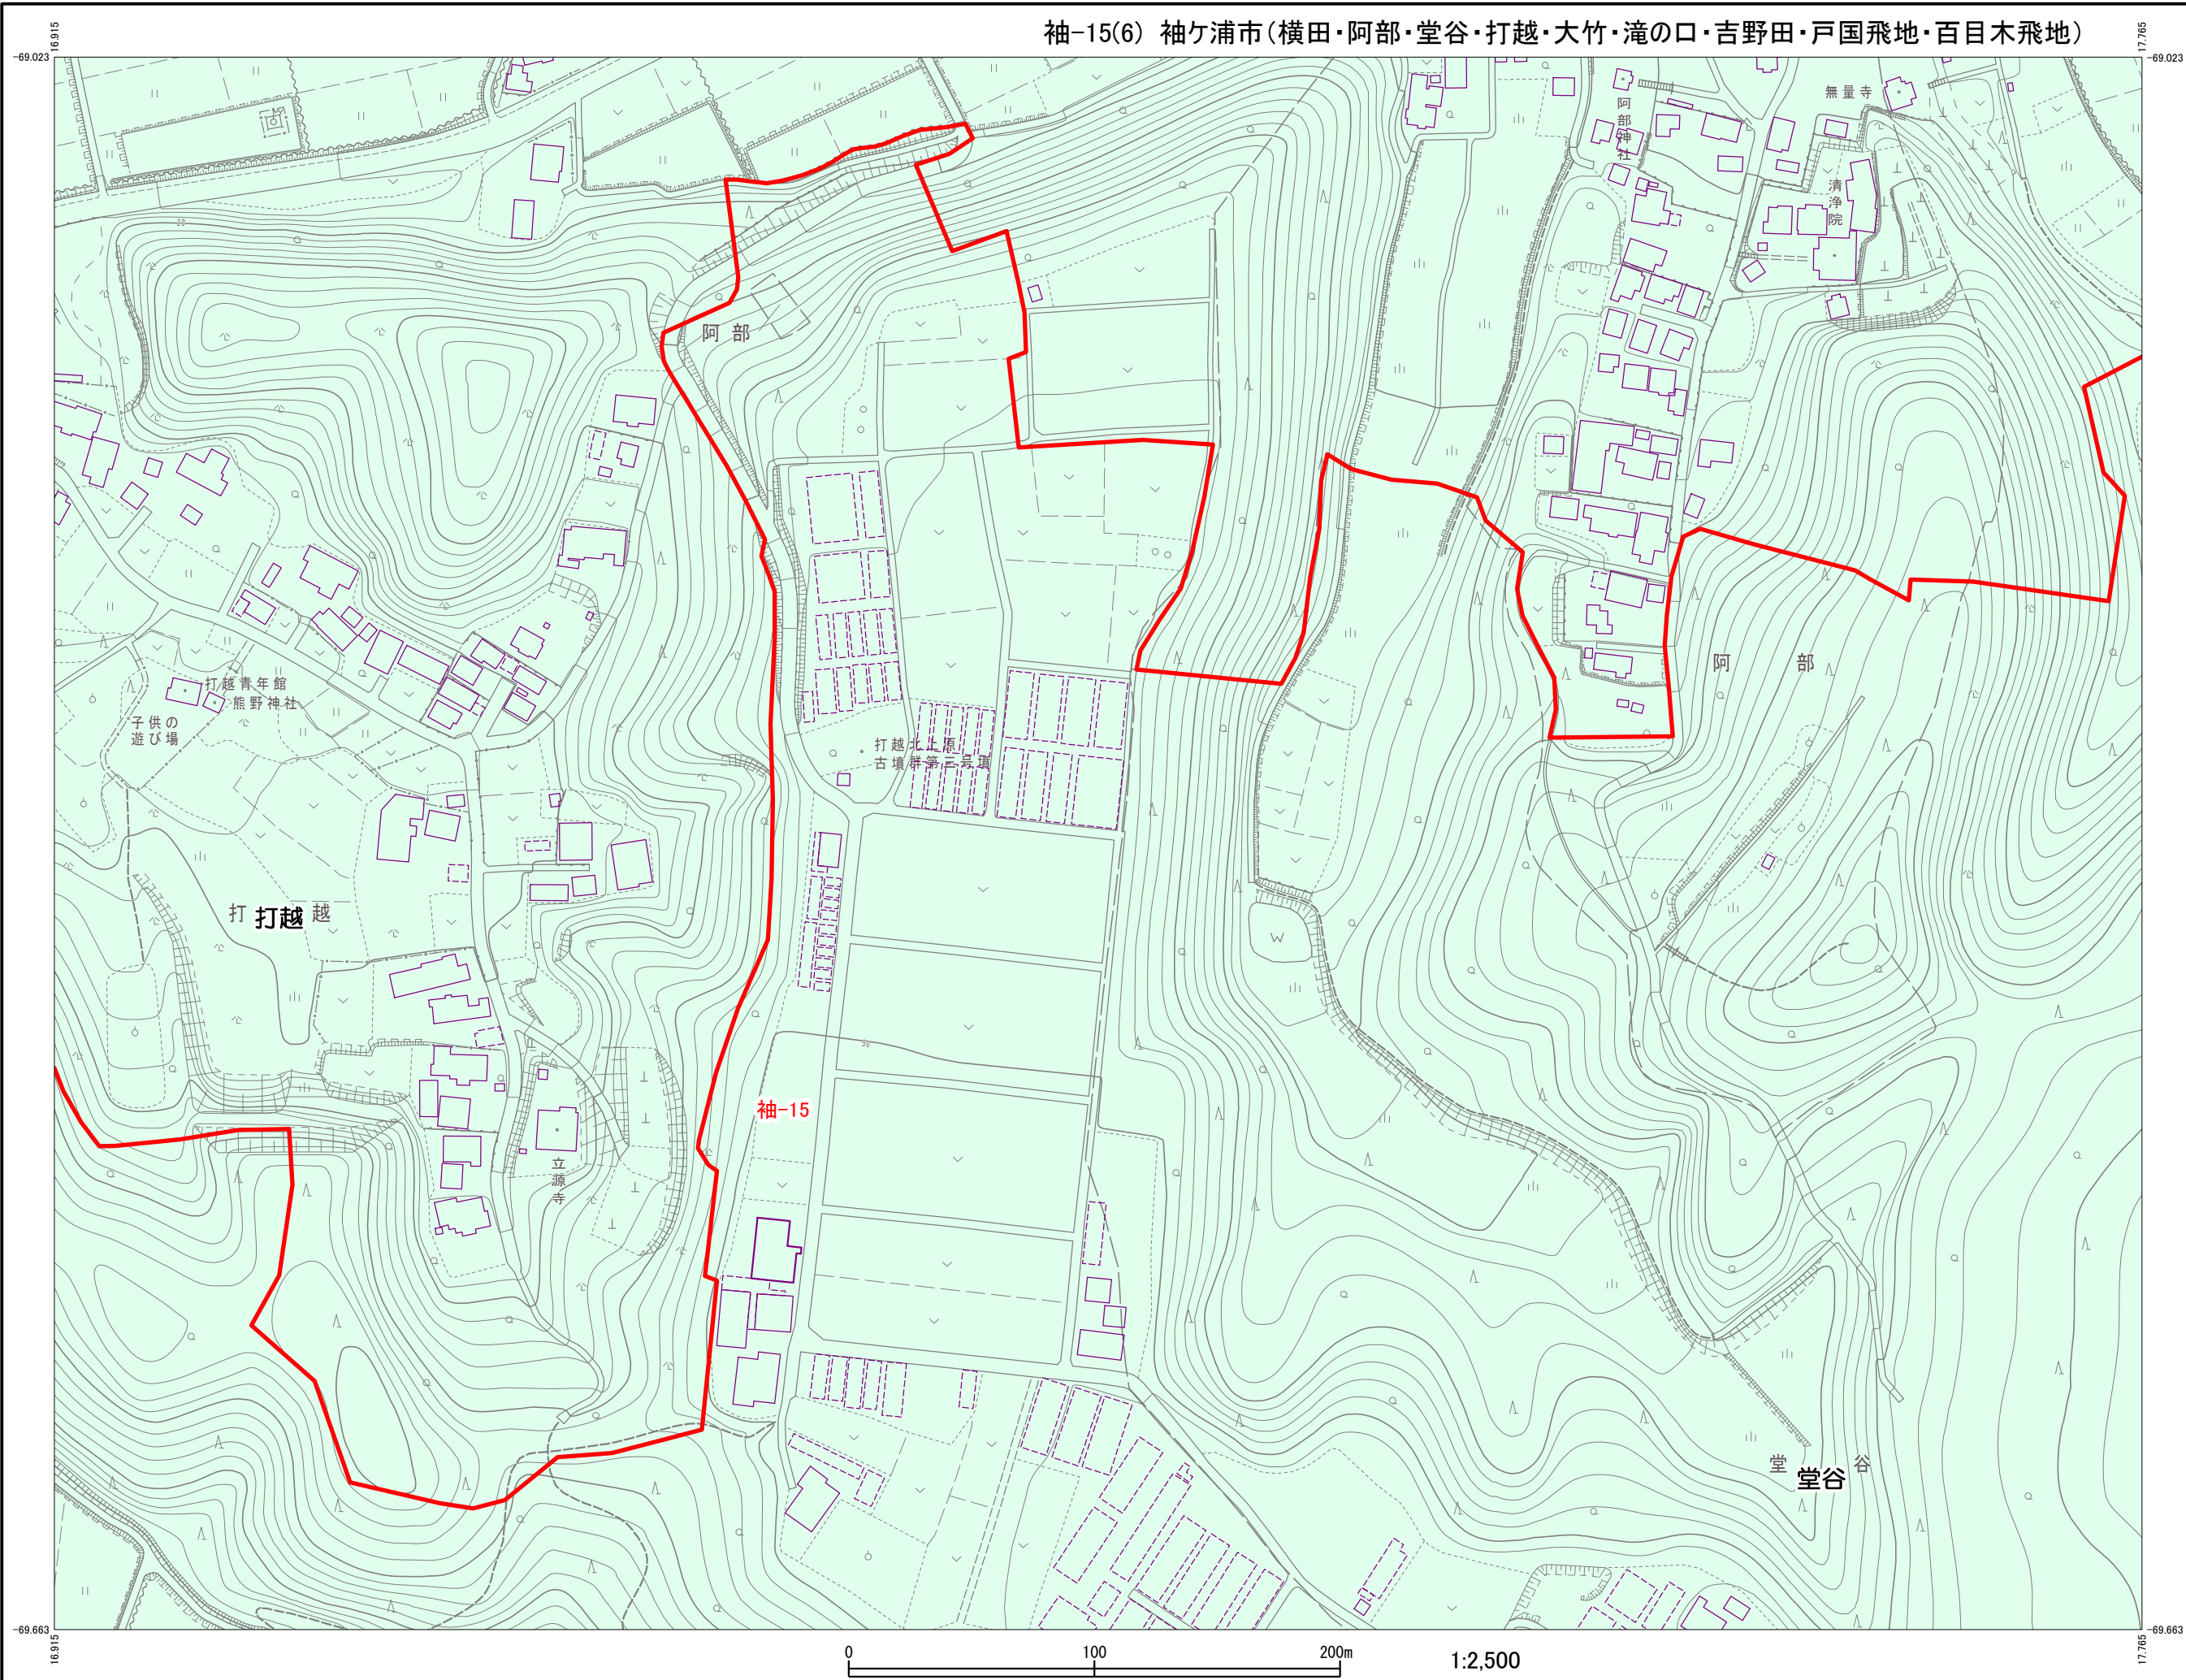 袖-15(6) 袖ケ浦市(横田・阿部・堂谷・打越・大竹・滝の口・吉野田・戸国飛地・百目木飛地)
16.915
17.765
-69.023
-69.023
無量寺
阿部神社
清浄院
20
阿部
阿部
打越青年館
熊野神社
子供の
遊び場
打越北上原
古墳群第三号墳
打越
打越
50
袖-15
立源寺
堂谷
堂谷
-69.663
-69.663
16.915
17.765
0 100 200m
1:2,500